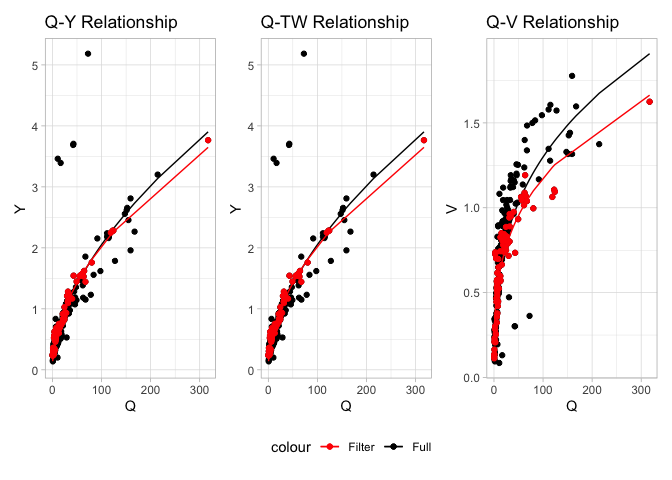 Q-Y Relationship
Q-TW Relationship
Q-V Relationship
Y
5
4
3
2
1
0
0 100 200 300
Q
Y
5
4
3
2
1
0
0 100 200 300
Q
V
1.5
1.0
0.5
0.0
0 100 200 300
Q
colour Filter Full